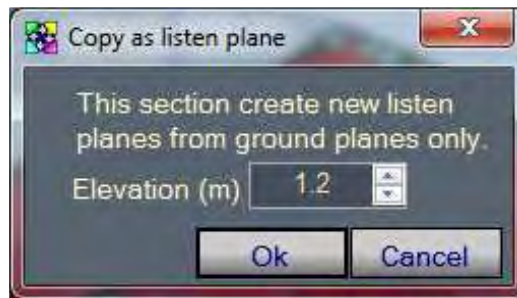 Copy as listen plane
This section create new listen
planes from ground planes only.
Elevation (m) 1.2
Ok Cancel